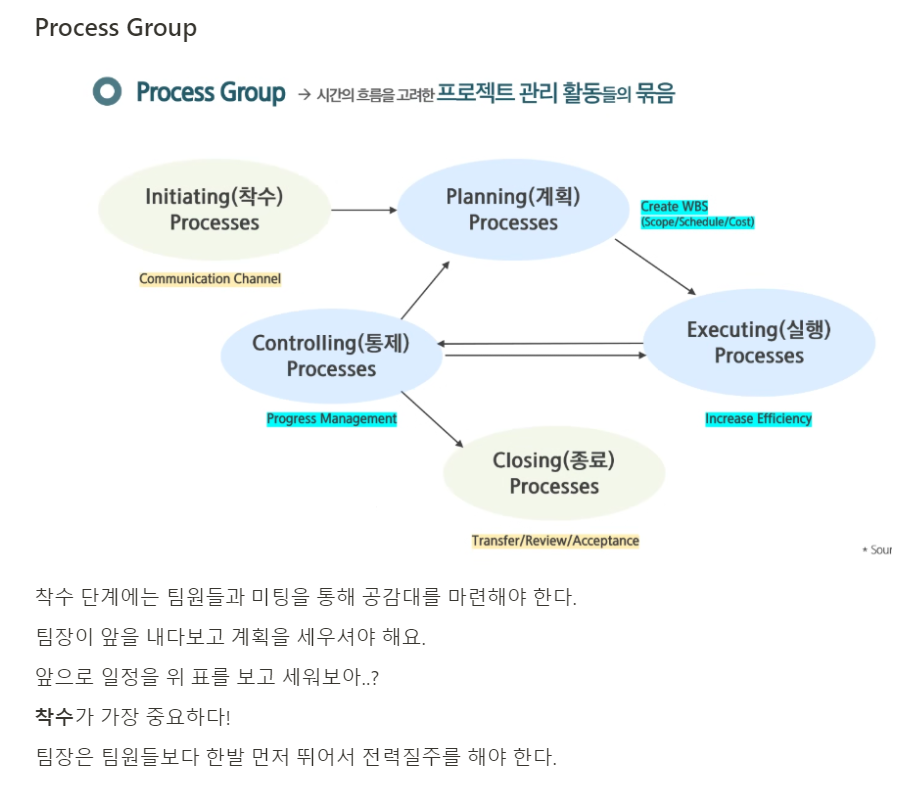 Process Group
Process Group → 시간의 흐름을 고려한 프로젝트 관리 활동들의 묶음
Initiating(착수)
Processes
Planning(계획)
Processes
Create WBS
(Scope/Schedule/Cost)
Communication Channel
Controlling(통제)
Processes
Executing(실행)
Processes
Progress Management
Increase Efficiency
Closing(종료)
Processes
Transfer/Review/Acceptance
* Sour
착수 단계에는 팀원들과 미팅을 통해 공감대를 마련해야 한다.
팀장이 앞을 내다보고 계획을 세우셔야 해요.
앞으로 일정을 위 표를 보고 세워보아..?
착수가 가장 중요하다!
팀장은 팀원들보다 한발 먼저 뛰어서 전력질주를 해야 한다.